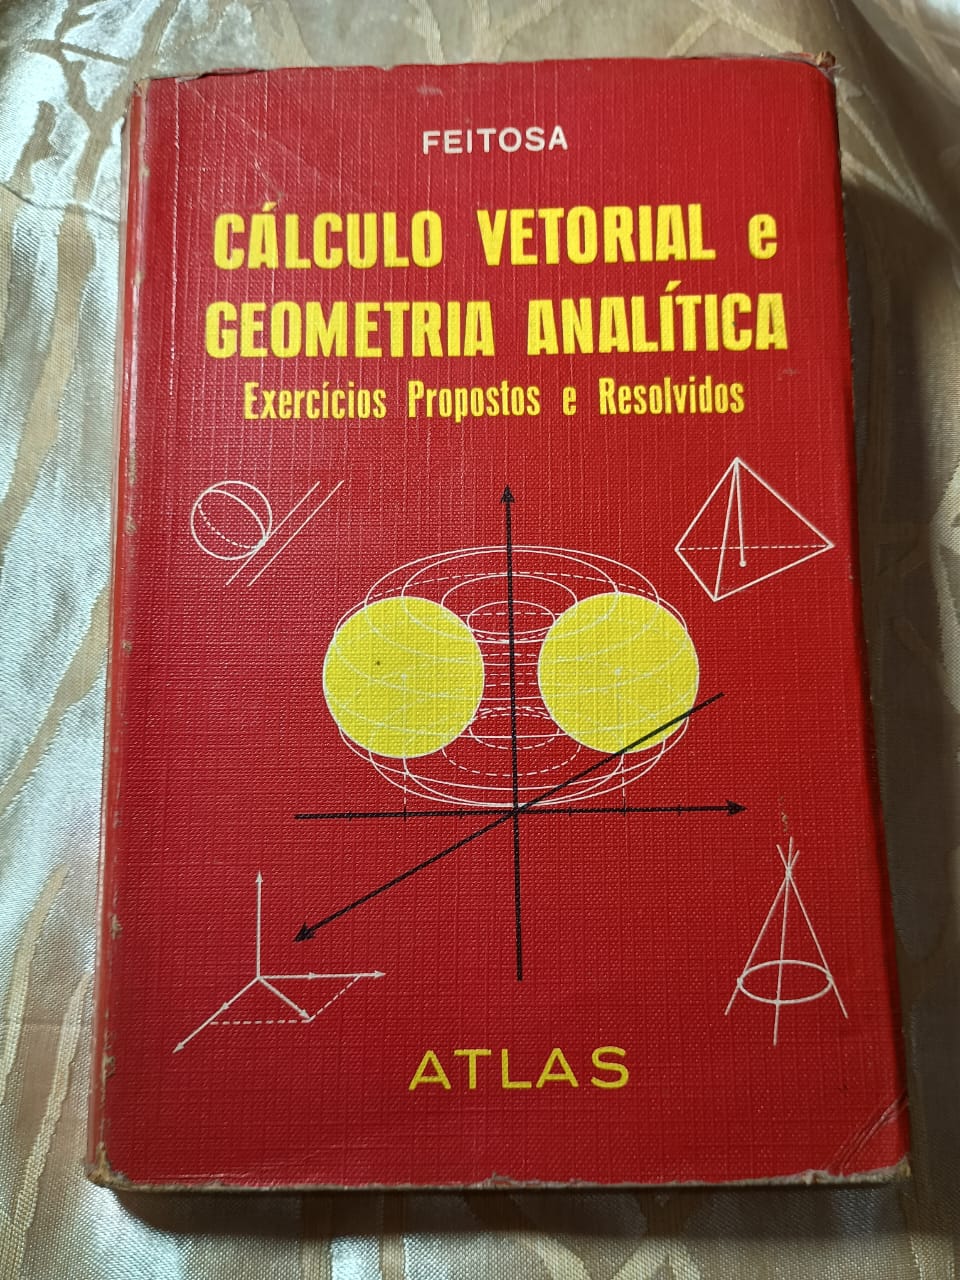 FEITOSA
CÁLCULO VETORIAL e
GEOMETRIA ANALÍTICA
Exercícios Propostos e Resolvidos
ATLAS